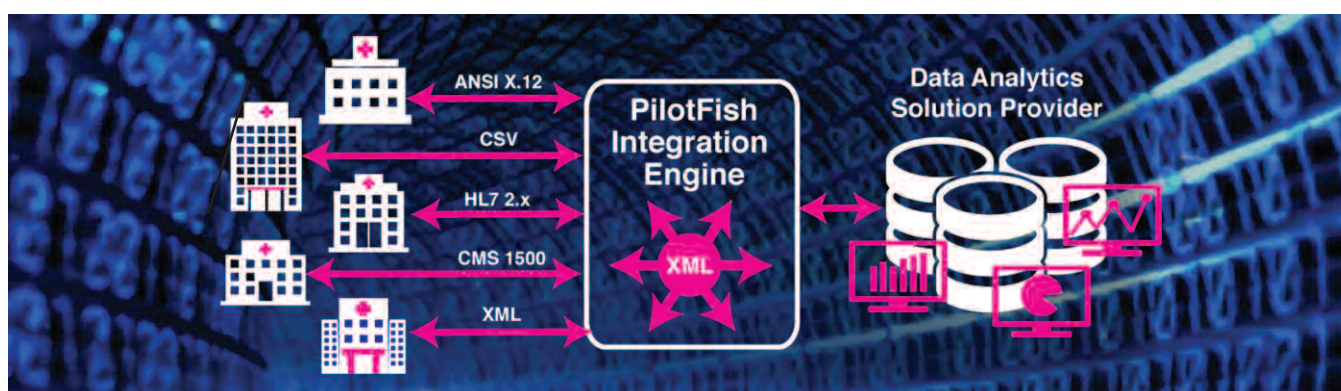 ANSI X.12
CSV
HL7 2.x
CMS 1500
XML
PilotFish
Integration
Engine
XML
Data Analytics
Solution Provider